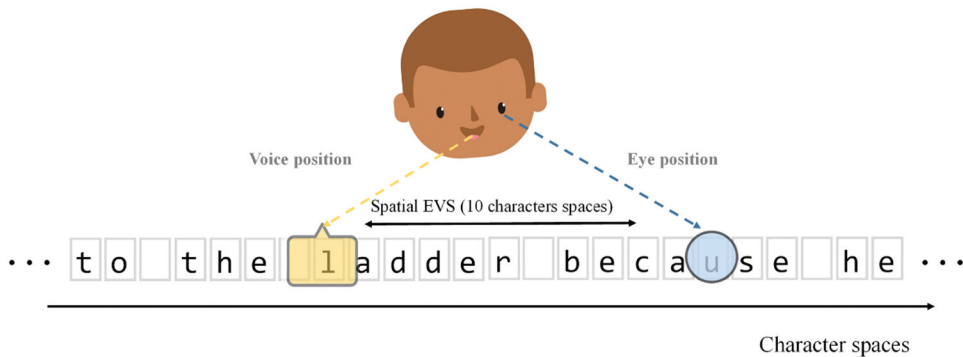 Voice position
Eye position
Spatial EVS (10 characters spaces)
... to the ladder because he ...
Character spaces